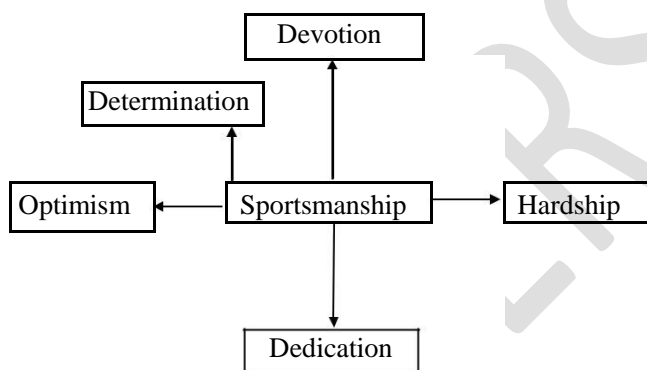 Devotion
Determination
Optimism
Sportsmanship
Hardship
Dedication